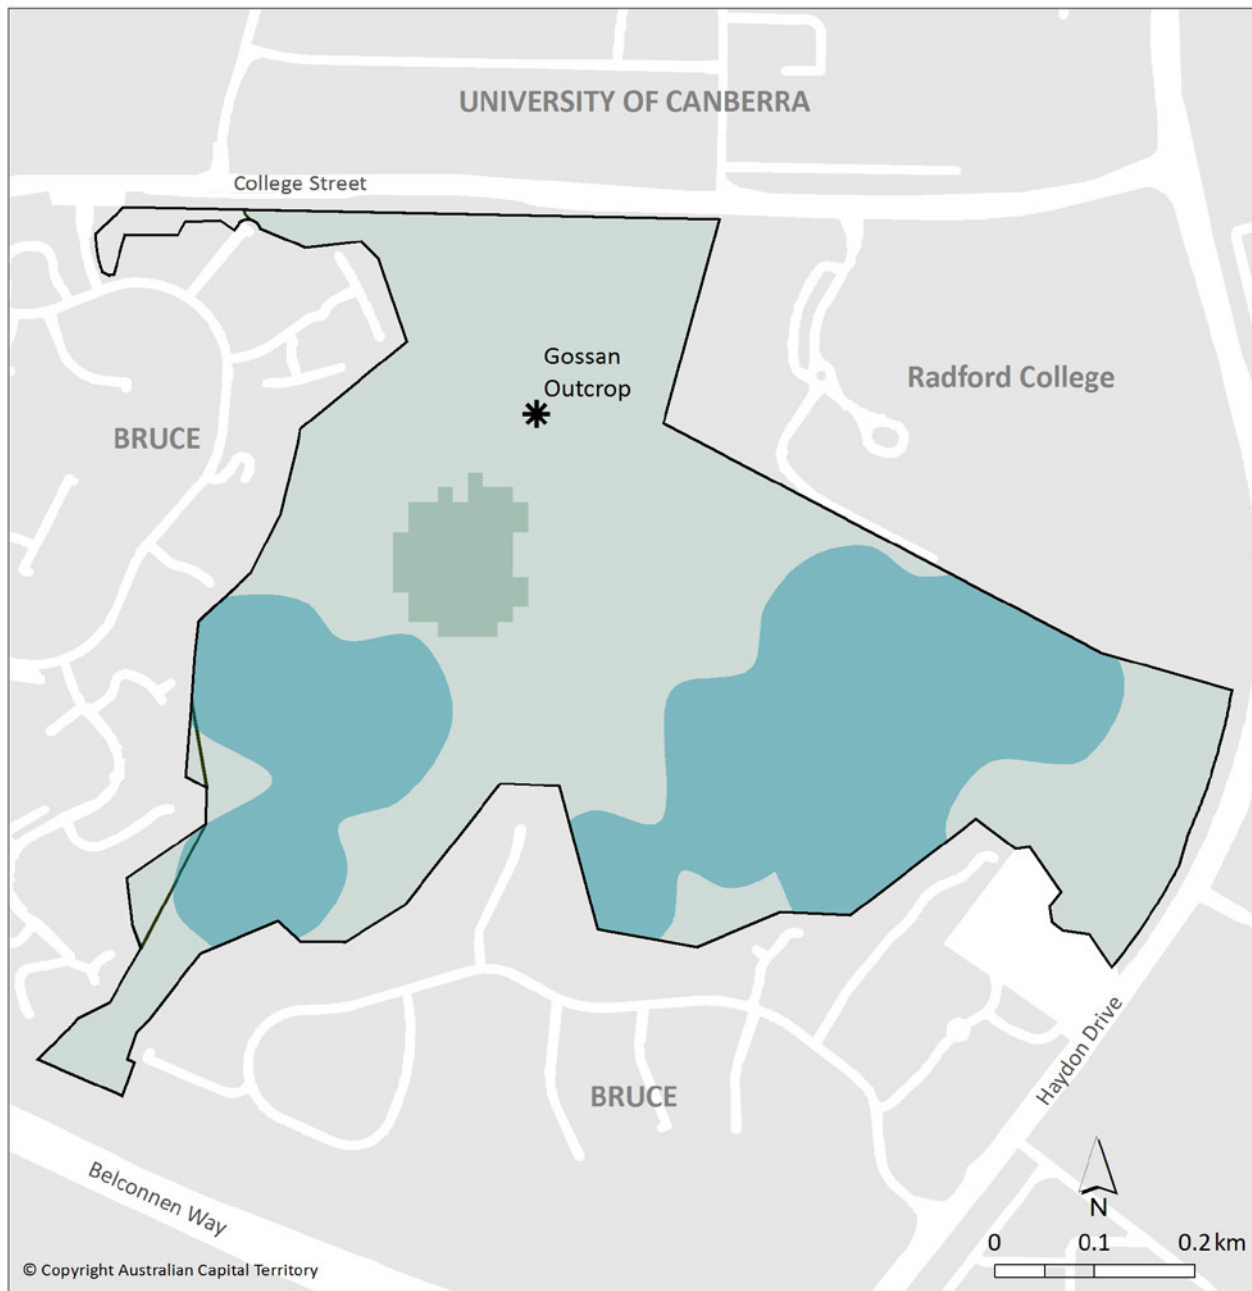 UNIVERSITY OF CANBERRA
College Street
Gossan
Outcrop
Radford College
BRUCE
BRUCE
Haydon Drive
Belconnen Way
N
0 0.1 0.2 km
© Copyright Australian Capital Territory